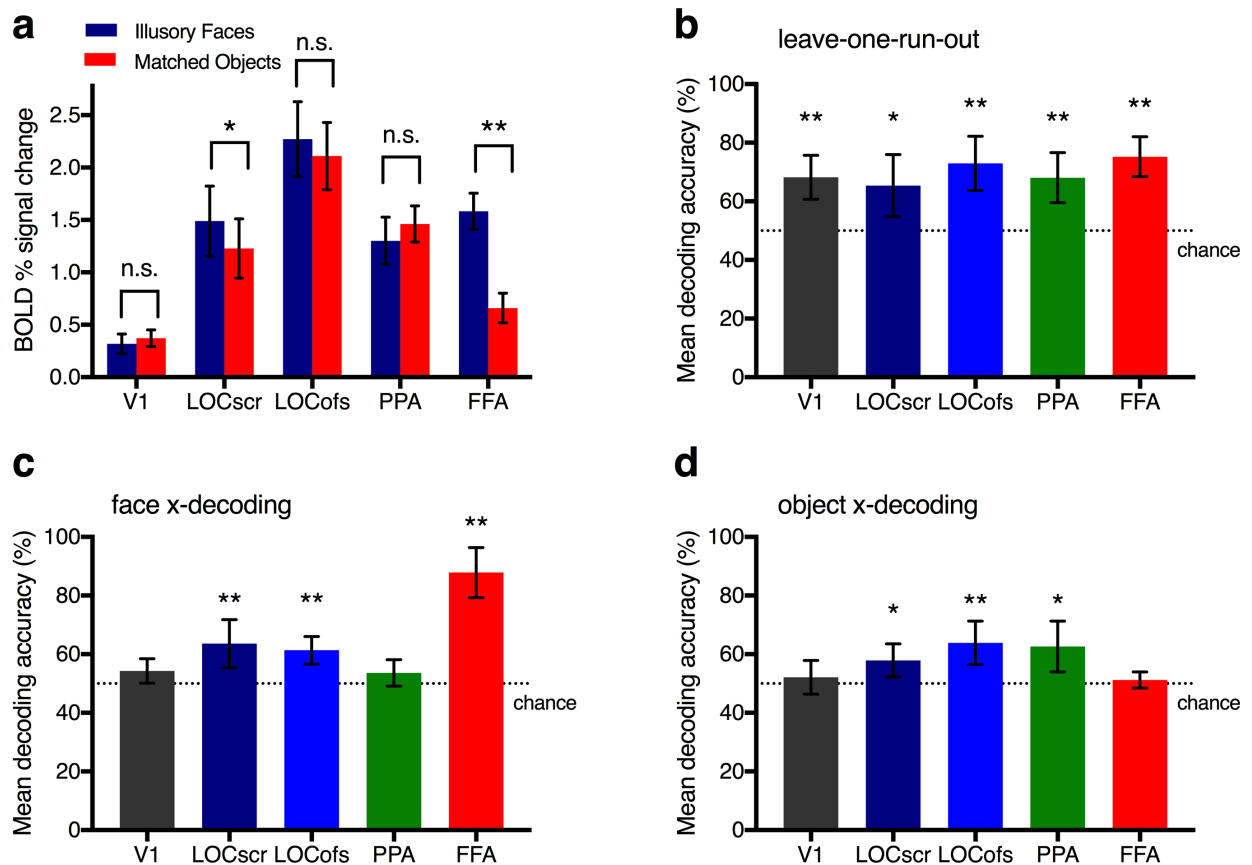 a
Illusory Faces
Matched Objects
BOLD % signal change
2.5
2.0
1.5
1.0
0.5
0.0
n.s.
*
n.s.
n.s.
**
V1 LOCscr LOCofs PPA FFA
b
leave-one-run-out
Mean decoding accuracy (%)
100
80
60
40
20
0
** * ** ** **
chance
V1 LOCscr LOCofs PPA FFA
c
face x-decoding
Mean decoding accuracy (%)
100
80
60
40
20
0
** ** **
chance
V1 LOCscr LOCofs PPA FFA
d
object x-decoding
Mean decoding accuracy (%)
100
80
60
40
20
0
* ** *
chance
V1 LOCscr LOCofs PPA FFA